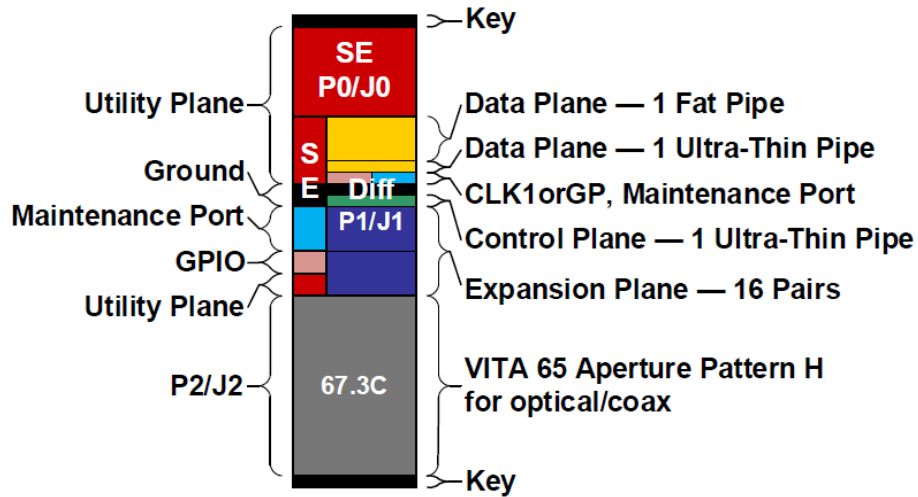 Key
SE
P0/J0
Utility Plane
Data Plane — 1 Fat Pipe
S
E
Data Plane — 1 Ultra-Thin Pipe
Ground
CLK1orGP, Maintenance Port
Diff
P1/J1
Maintenance Port
Control Plane — 1 Ultra-Thin Pipe
GPIO
Expansion Plane — 16 Pairs
Utility Plane
P2/J2
67.3C
VITA 65 Aperture Pattern H
for optical/coax
Key